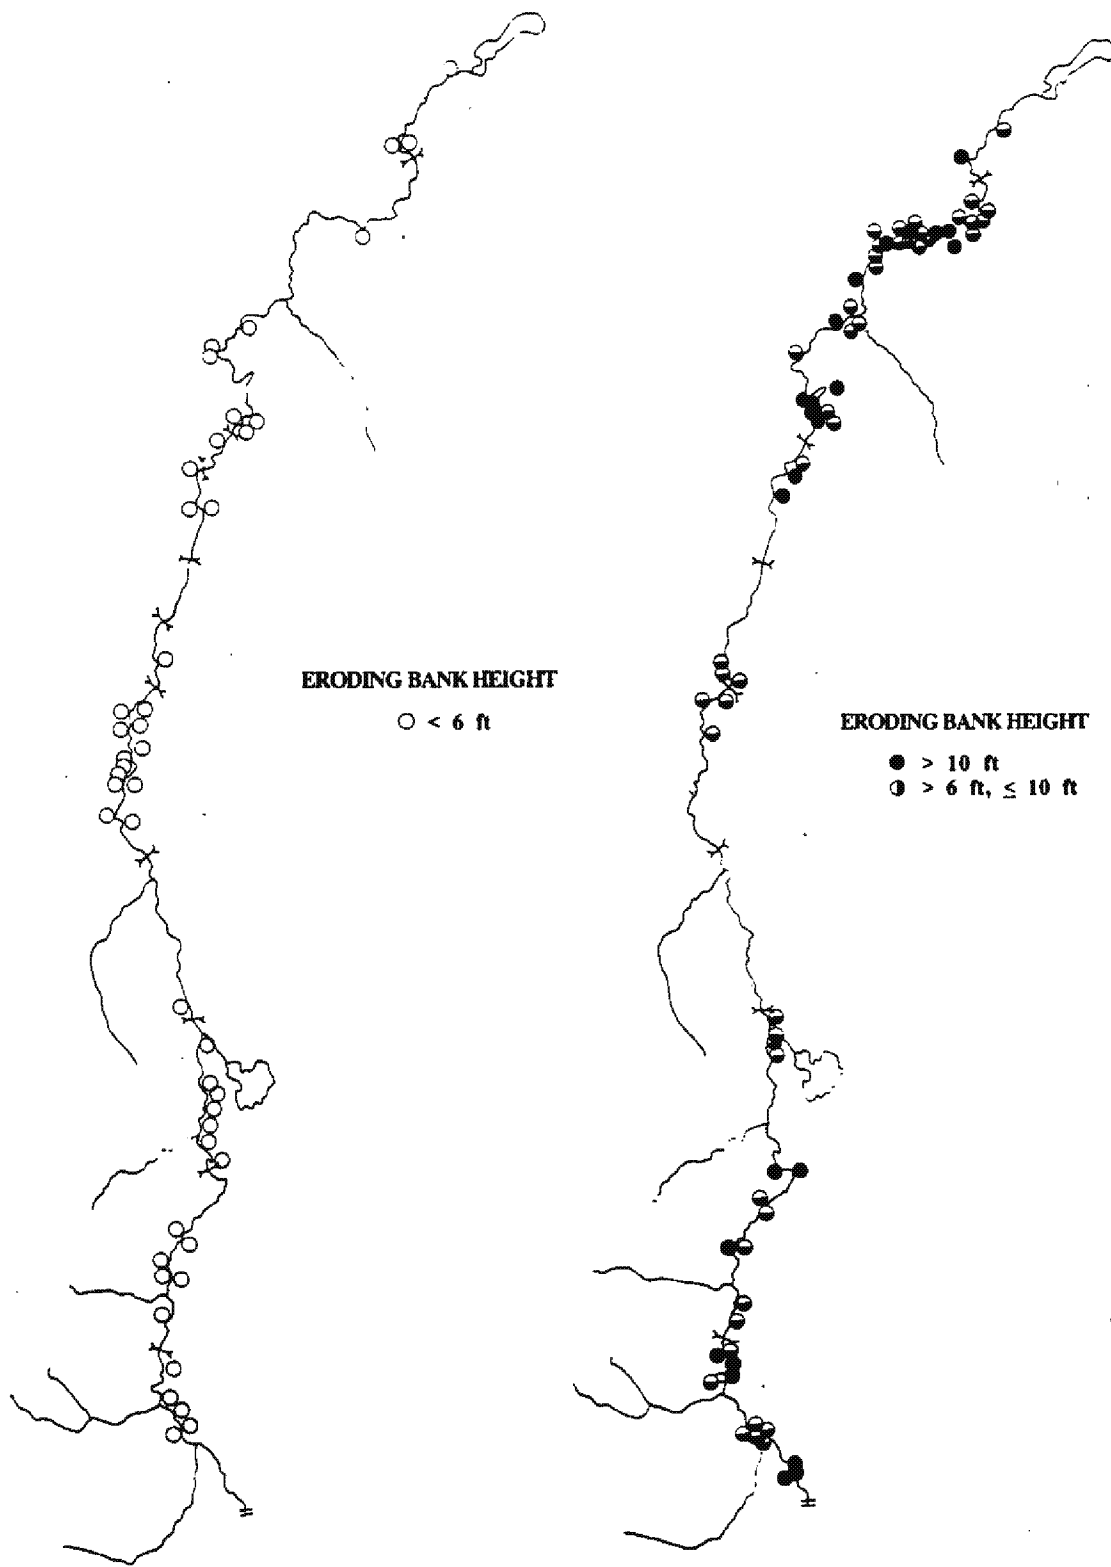 ERODING BANK HEIGHT
○ < 6 ft
ERODING BANK HEIGHT
● > 10 ft
◑ > 6 ft, ≤ 10 ft